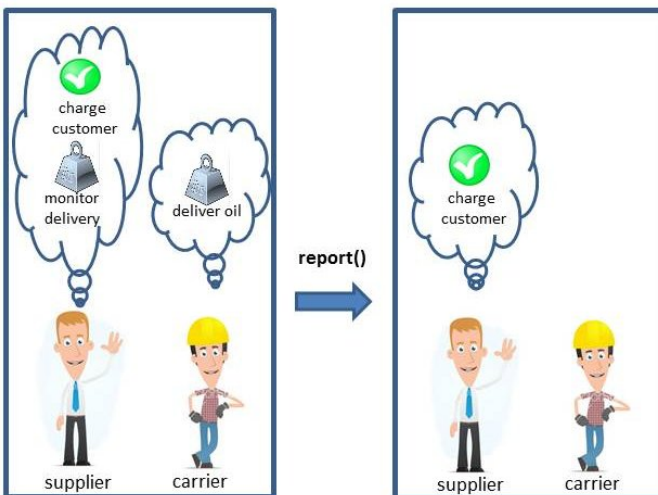 charge
customer
monitor
delivery
deliver oil
supplier
carrier
report()
charge
customer
supplier
carrier